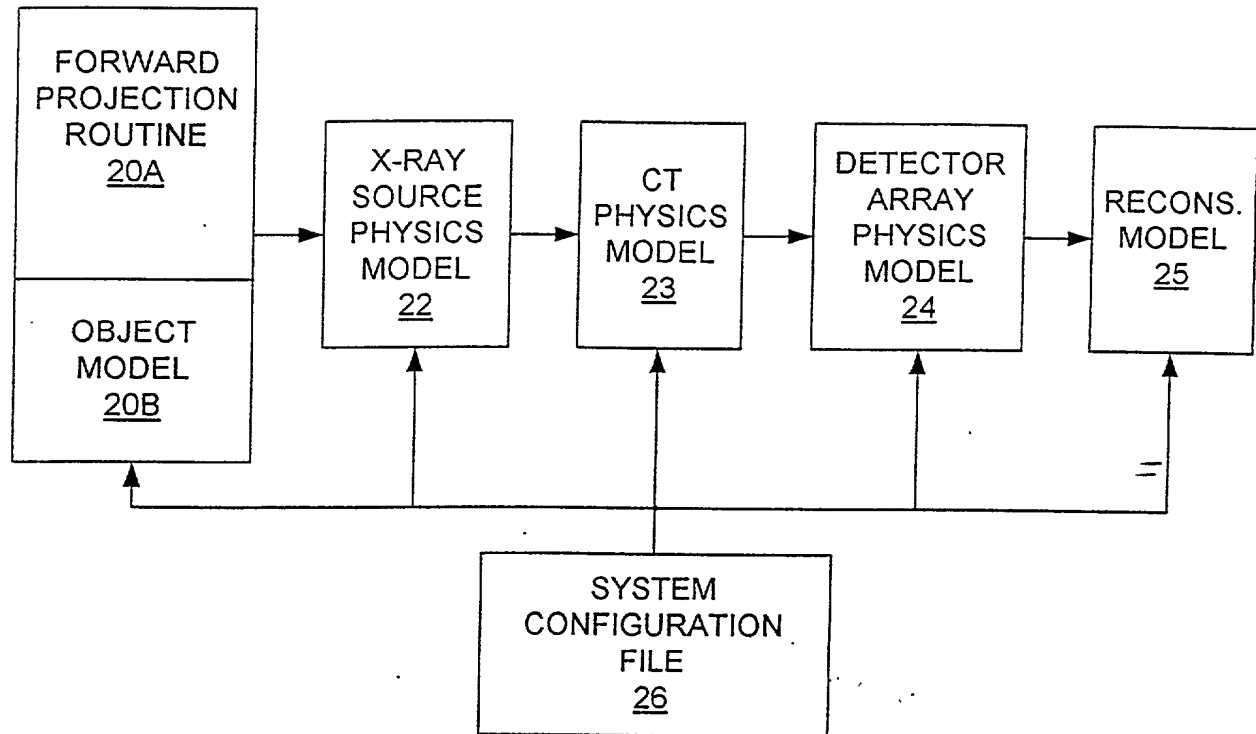 FORWARD
PROJECTION
ROUTINE
20A
OBJECT
MODEL
20B
X-RAY
SOURCE
PHYSICS
MODEL
22
CT
PHYSICS
MODEL
23
DETECTOR
ARRAY
PHYSICS
MODEL
24
RECONS.
MODEL
25
SYSTEM
CONFIGURATION
FILE
26